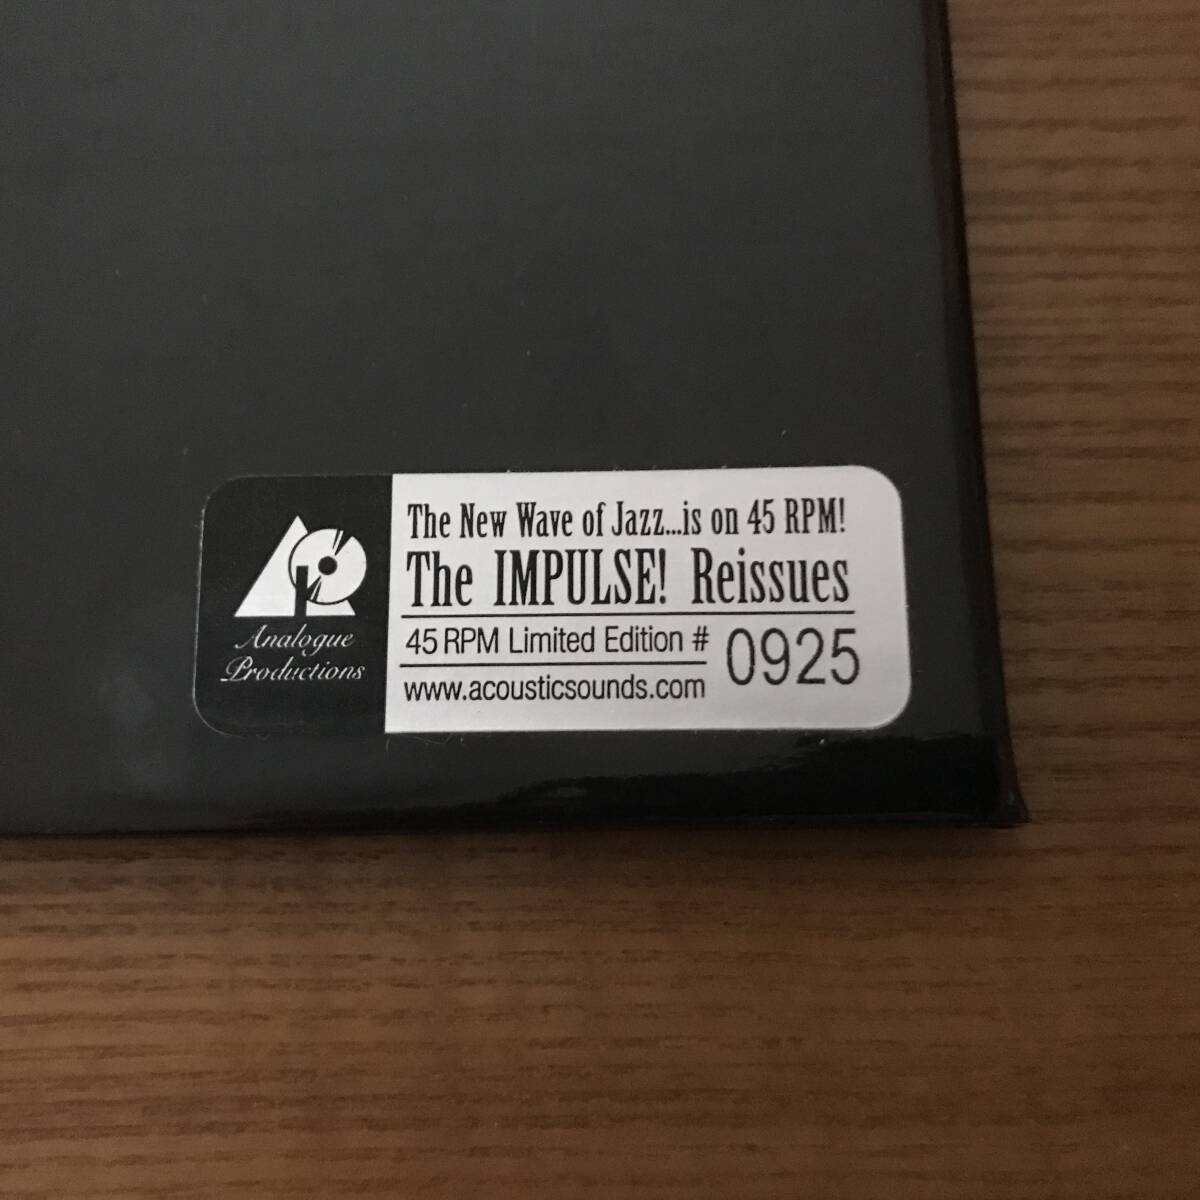 Analogue
Productions
The New Wave of Jazz...is on 45 RPM!
The IMPULSE! Reissues
45 RPM Limited Edition # 0925
www.acousticsounds.com